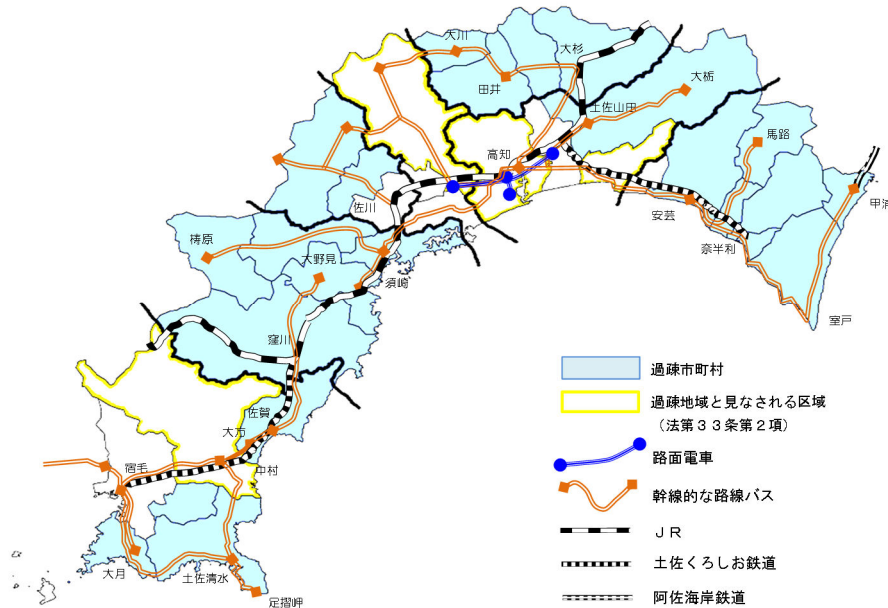 大川
大杉
田井
大栃
土佐山田
馬路
高知
佐川
甲浦
安芸
梼原
大野見
奈半利
須崎
室戸
窪川
過疎市町村
佐賀
過疎地域と見なされる区域
(法第33条第2項)
大方
路面電車
宿毛
中村
幹線的な路線バス
JR
土佐くろしお鉄道
大月
土佐清水
足摺岬
阿佐海岸鉄道